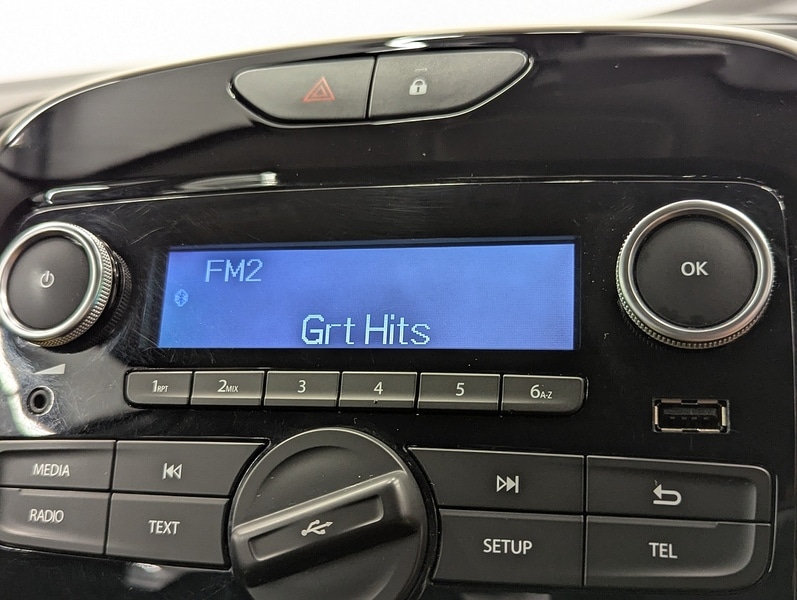 FM2
Grt Hits
OK
1RPT 2MIX 3 4 5 6A-Z
MEDIA
RADIO TEXT
SETUP TEL